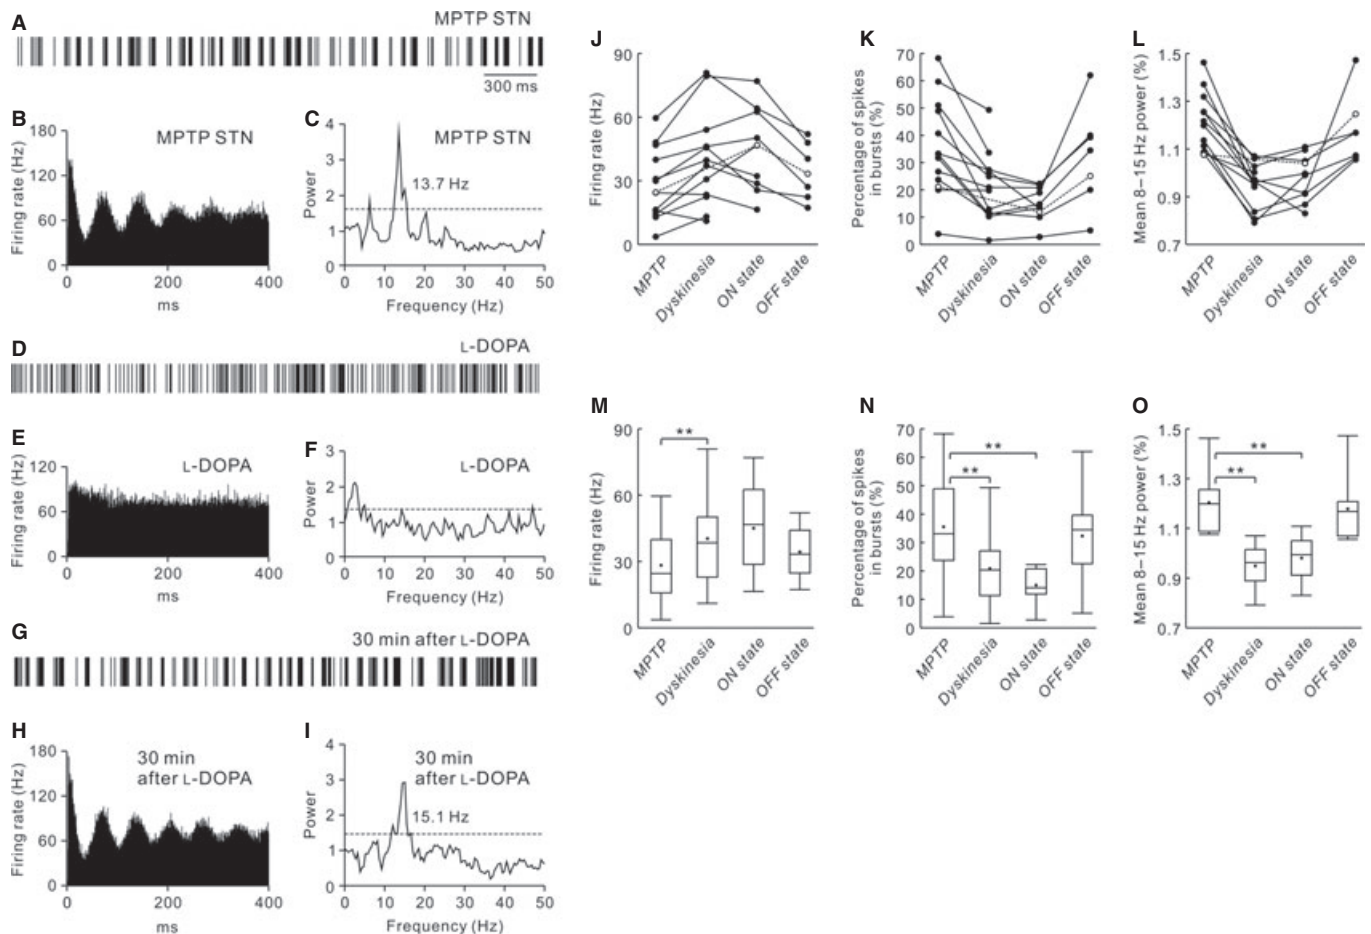 A
MPTP STN
300 ms
B
MPTP STN
Firing rate (Hz)
180
120
60
0
0 200 400
ms
C
MPTP STN
13.7 Hz
Power
4
3
2
1
0
0 10 20 30 40 50
Frequency (Hz)
D
L-DOPA
E
L-DOPA
Firing rate (Hz)
120
80
40
0
0 200 400
ms
F
L-DOPA
Power
3
2
1
0
0 10 20 30 40 50
Frequency (Hz)
G
30 min after L-DOPA
H
30 min
after L-DOPA
Firing rate (Hz)
180
120
60
0
0 200 400
ms
I
30 min
after L-DOPA
15.1 Hz
Power
4
3
2
1
0
0 10 20 30 40 50
Frequency (Hz)
J
Firing rate (Hz)
90
60
30
0
MPTP
Dyskinesia
ON state
OFF state
K
Percentage of spikes
in bursts (%)
70
60
50
40
30
20
10
0
MPTP
Dyskinesia
ON state
OFF state
L
Mean 8–15 Hz power (%)
1.5
1.3
1.1
0.9
0.7
MPTP
Dyskinesia
ON state
OFF state
M
**
Firing rate (Hz)
90
60
30
0
MPTP
Dyskinesia
ON state
OFF state
N
**
**
Percentage of spikes
in bursts (%)
70
60
50
40
30
20
10
0
MPTP
Dyskinesia
ON state
OFF state
O
**
**
Mean 8–15 Hz power (%)
1.5
1.3
1.1
0.9
0.7
MPTP
Dyskinesia
ON state
OFF state